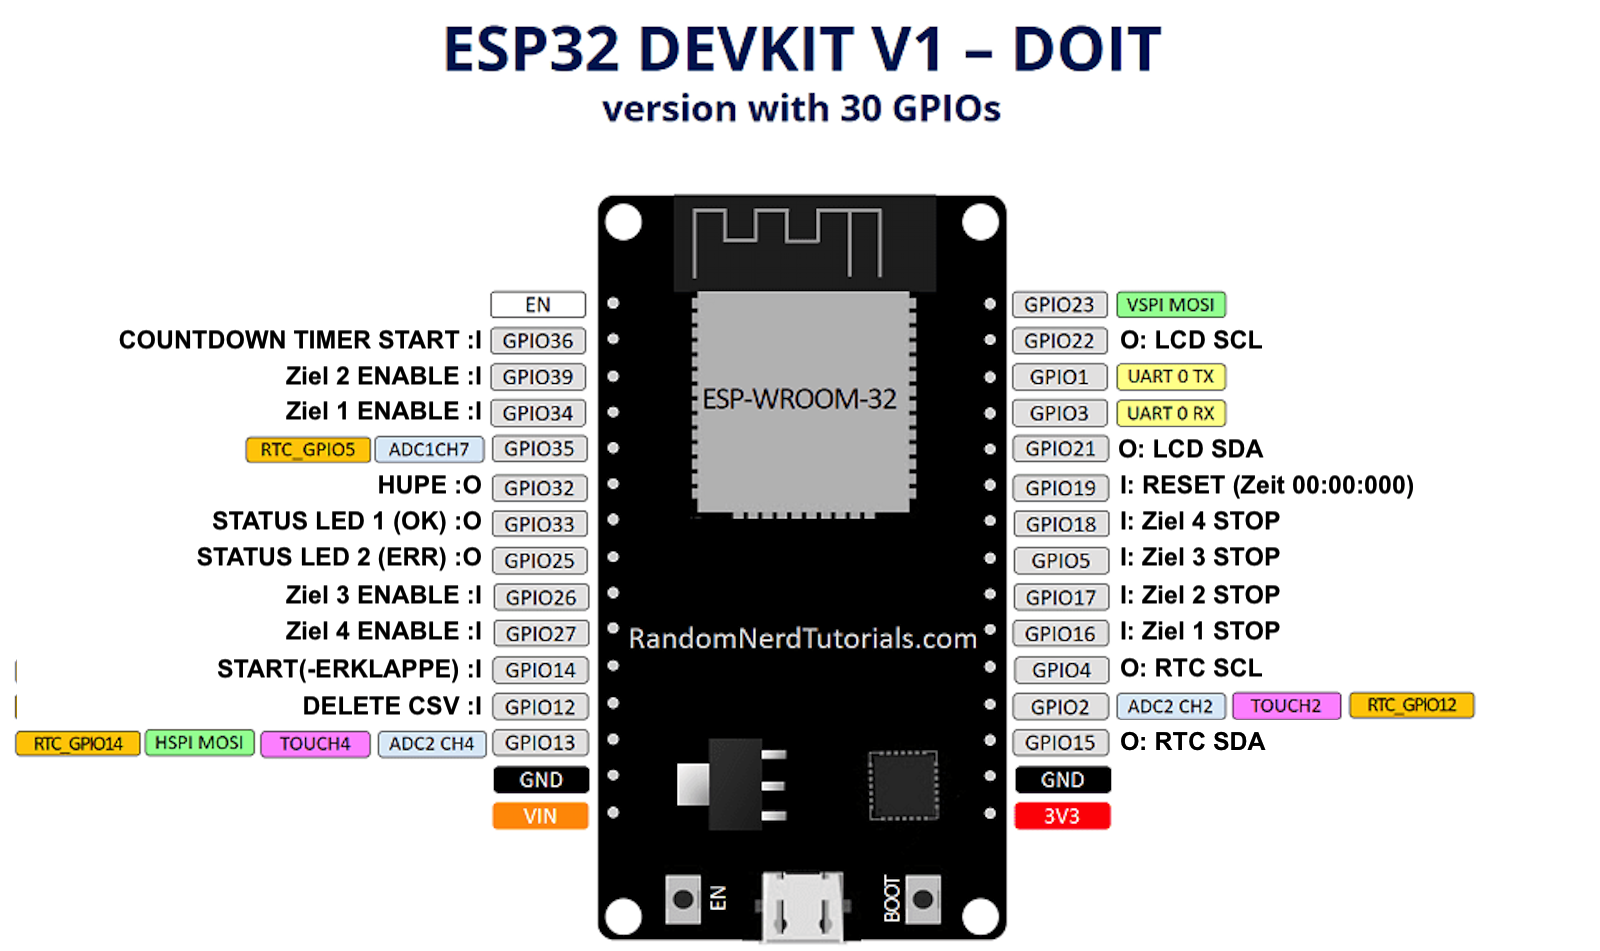 ESP32 DEVKIT V1 – DOIT
version with 30 GPIOs
EN
COUNTDOWN TIMER START :I GPIO36
Ziel 2 ENABLE :I GPIO39
Ziel 1 ENABLE :I GPIO34
RTC_GPIO5 ADC1CH7 GPIO35
HUPE :O GPIO32
STATUS LED 1 (OK) :O GPIO33
STATUS LED 2 (ERR) :O GPIO25
Ziel 3 ENABLE :I GPIO26
Ziel 4 ENABLE :I GPIO27
START(-ERKLAPPE) :I GPIO14
DELETE CSV :I GPIO12
RTC_GPIO14 HSPI MOSI TOUCH4 ADC2 CH4 GPIO13
GND
VIN
ESP-WROOM-32
RandomNerdTutorials.com
EN
BOOT
GPIO23 VSPI MOSI
GPIO22 O: LCD SCL
GPIO1 UART 0 TX
GPIO3 UART 0 RX
GPIO21 O: LCD SDA
GPIO19 I: RESET (Zeit 00:00:000)
GPIO18 I: Ziel 4 STOP
GPIO5 I: Ziel 3 STOP
GPIO17 I: Ziel 2 STOP
GPIO16 I: Ziel 1 STOP
GPIO4 O: RTC SCL
GPIO2 ADC2 CH2 TOUCH2 RTC_GPIO12
GPIO15 O: RTC SDA
GND
3V3